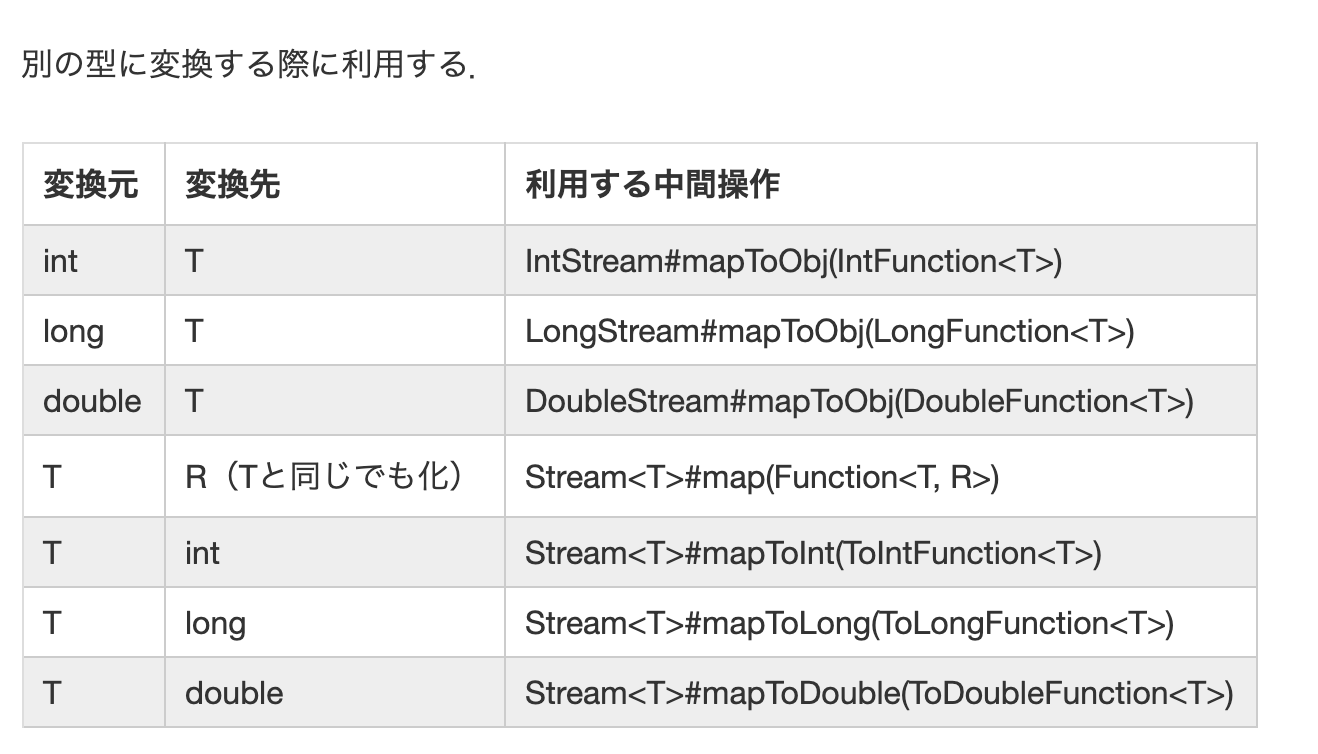 別の型に変換する際に利用する.
変換元 変換先 利用する中間操作
int T IntStream#mapToObj(IntFunction<T>)
long T LongStream#mapToObj(LongFunction<T>)
double T DoubleStream#mapToObj(DoubleFunction<T>)
T R（Tと同じでも化） Stream<T>#map(Function<T, R>)
T int Stream<T>#mapToInt(ToIntFunction<T>)
T long Stream<T>#mapToLong(ToLongFunction<T>)
T double Stream<T>#mapToDouble(ToDoubleFunction<T>)